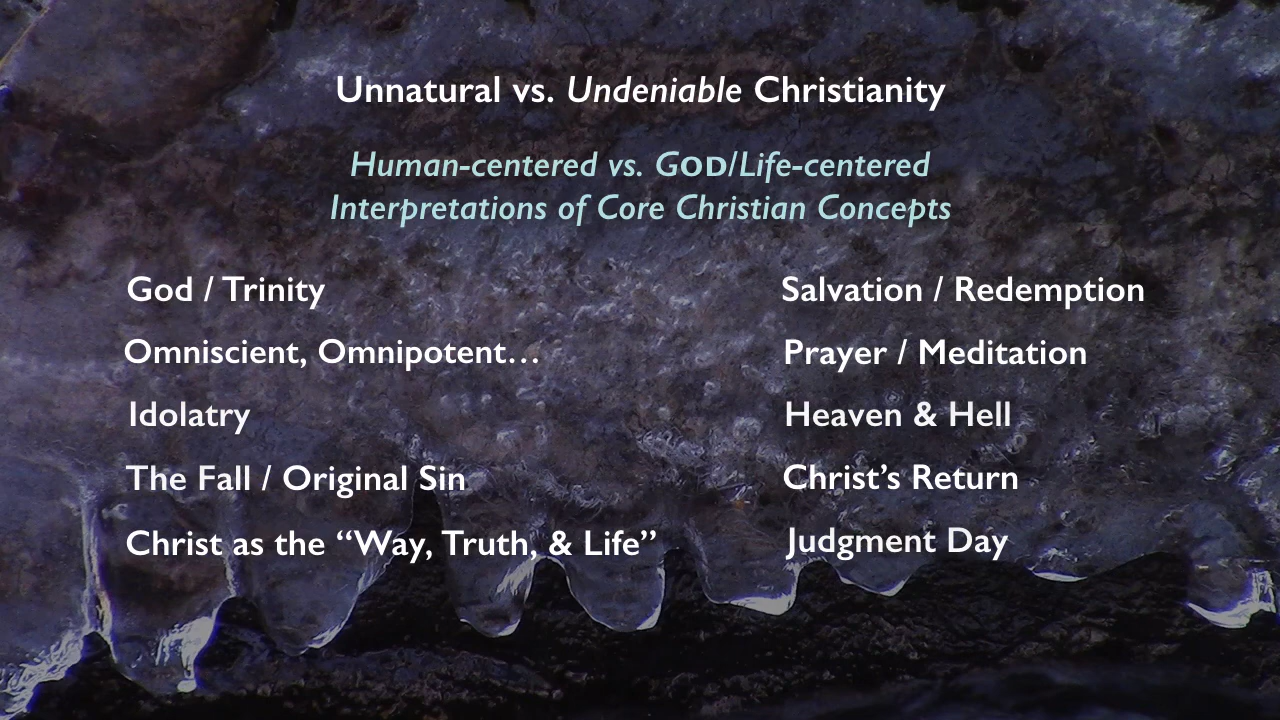 Unnatural vs. Undeniable Christianity
Human-centered vs. GOD/Life-centered
Interpretations of Core Christian Concepts
God / Trinity
Omniscient, Omnipotent…
Idolatry
The Fall / Original Sin
Christ as the “Way, Truth, & Life”
Salvation / Redemption
Prayer / Meditation
Heaven & Hell
Christ’s Return
Judgment Day